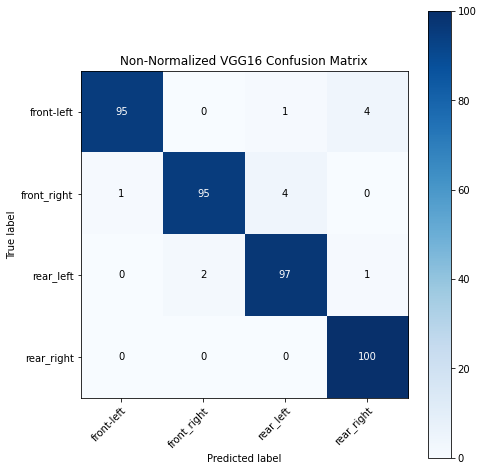 Non-Normalized VGG16 Confusion Matrix
True label
front-left 95 0 1 4
front_right 1 95 4 0
rear_left 0 2 97 1
rear_right 0 0 0 100
front-left front_right rear_left rear_right
Predicted label
100
80
60
40
20
0